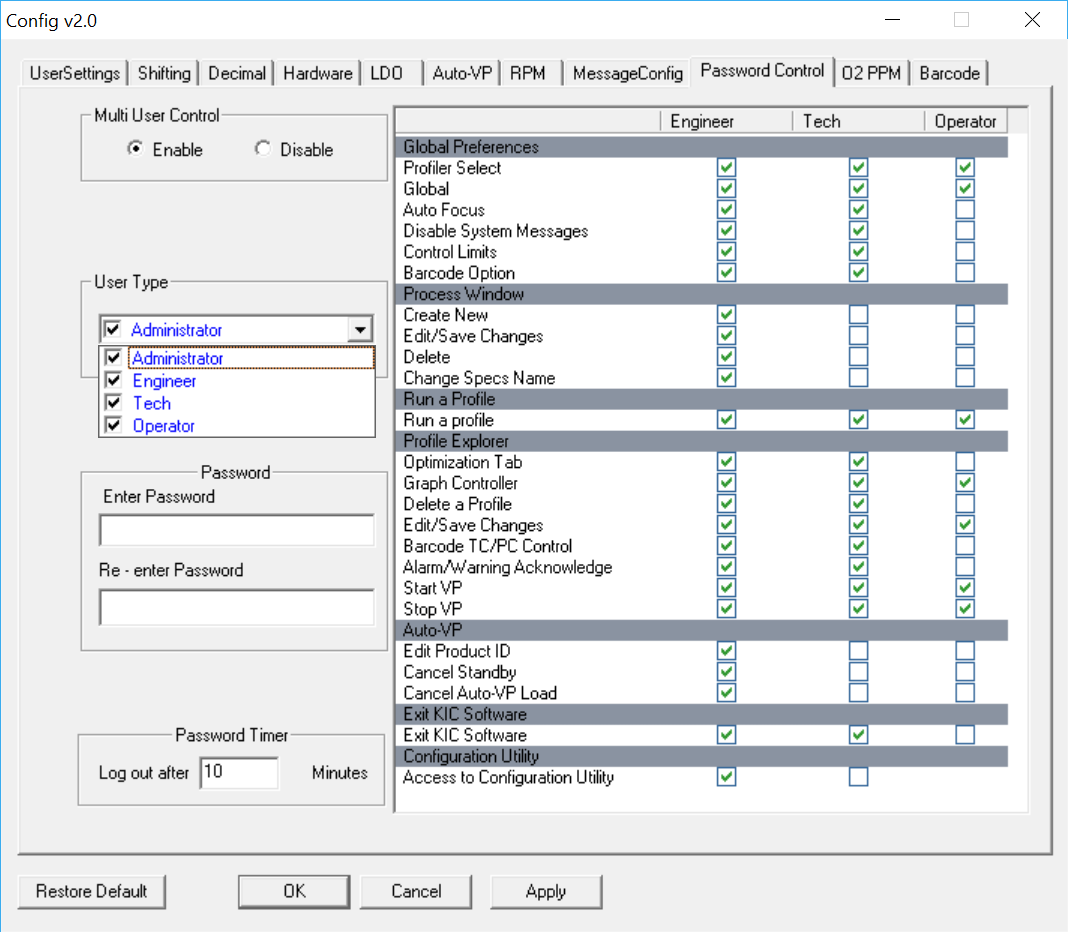 Config v2.0
UserSettings Shifting Decimal Hardware LDO Auto-VP RPM MessageConfig Password Control O2 PPM Barcode
Multi User Control
Enable Disable
User Type
Administrator
Administrator
Engineer
Tech
Operator
Password
Enter Password
Re - enter Password
Password Timer
Log out after 10 Minutes
Engineer Tech Operator
Global Preferences
Profiler Select
Global
Auto Focus
Disable System Messages
Control Limits
Barcode Option
Process Window
Create New
Edit/Save Changes
Delete
Change Specs Name
Run a Profile
Run a profile
Profile Explorer
Optimization Tab
Graph Controller
Delete a Profile
Edit/Save Changes
Barcode TC/PC Control
Alarm/Warning Acknowledge
Start VP
Stop VP
Auto-VP
Edit Product ID
Cancel Standby
Cancel Auto-VP Load
Exit KIC Software
Exit KIC Software
Configuration Utility
Access to Configuration Utility
Restore Default OK Cancel Apply